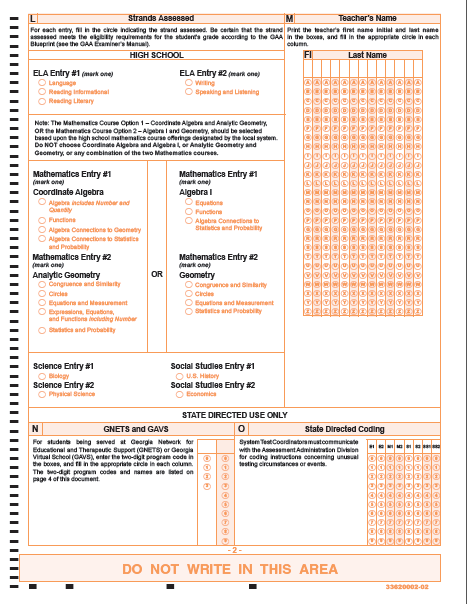 L Strands Assessed
For each entry, fill in the circle indicating the strand assessed. Be certain that the strand
assessed meets the eligibility requirements for the student's grade according to the GAA
Blueprint (see the GAA Examiner's Manual).
HIGH SCHOOL
ELA Entry #1 (mark one)
Language
Reading Informational
Reading Literary
ELA Entry #2 (mark one)
Writing
Speaking and Listening
Note: The Mathematics Course Option 1 – Coordinate Algebra and Analytic Geometry,
OR the Mathematics Course Option 2 – Algebra I and Geometry, should be selected
based upon the high school mathematics course offerings designated by the local system.
Do NOT choose Coordinate Algebra and Algebra I, or Analytic Geometry and
Geometry, or any combination of the two Mathematics courses.
Mathematics Entry #1
(mark one)
Coordinate Algebra
Algebra includes Number and
Quantity
Functions
Algebra Connections to Geometry
Algebra Connections to Statistics
and Probability
Mathematics Entry #2
(mark one)
Analytic Geometry
Congruence and Similarity
Circles
Equations and Measurement
Expressions, Equations,
and Functions including Number
Statistics and Probability
OR
Mathematics Entry #1
(mark one)
Algebra I
Equations
Functions
Algebra Connections to
Statistics and Probability
Mathematics Entry #2
(mark one)
Geometry
Congruence and Similarity
Circles
Equations and Measurement
Statistics and Probability
Science Entry #1
Biology
Science Entry #2
Physical Science
Social Studies Entry #1
U.S. History
Social Studies Entry #2
Economics
M Teacher's Name
Print the teacher's first name initial and last name
in the boxes, and fill in the appropriate circle in each
column.
FI Last Name
STATE DIRECTED USE ONLY
N GNETS and GAVS
For students being served at Georgia Network for
Educational and Therapeutic Support (GNETS) or Georgia
Virtual School (GAVS), enter the two-digit program code in
the boxes, and fill in the appropriate circle in each column.
The two-digit program codes and names are listed on
page 4 of this document.
O State Directed Coding
System Test Coordinators must communicate
with the Assessment Administration Division
for coding instructions concerning unusual
testing circumstances or events.
E1 E2 M1 M2 S1 S2 SS1 SS2
- 2 -
DO NOT WRITE IN THIS AREA
33620002-02